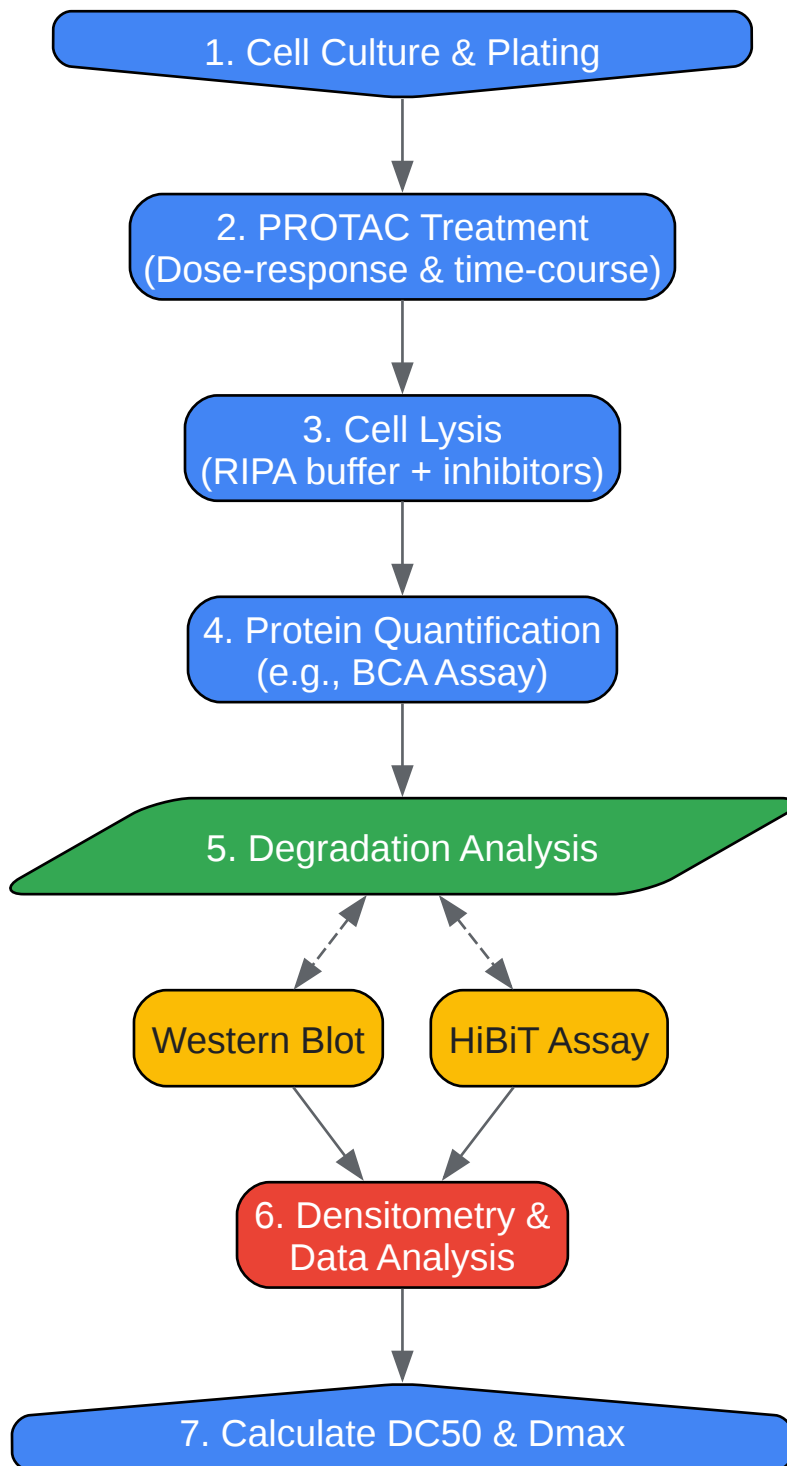 1. Cell Culture & Plating
2. PROTAC Treatment
(Dose-response & time-course)
3. Cell Lysis
(RIPA buffer + inhibitors)
4. Protein Quantification
(e.g., BCA Assay)
5. Degradation Analysis
Western Blot
HiBiT Assay
6. Densitometry &
Data Analysis
7. Calculate DC50 & Dmax